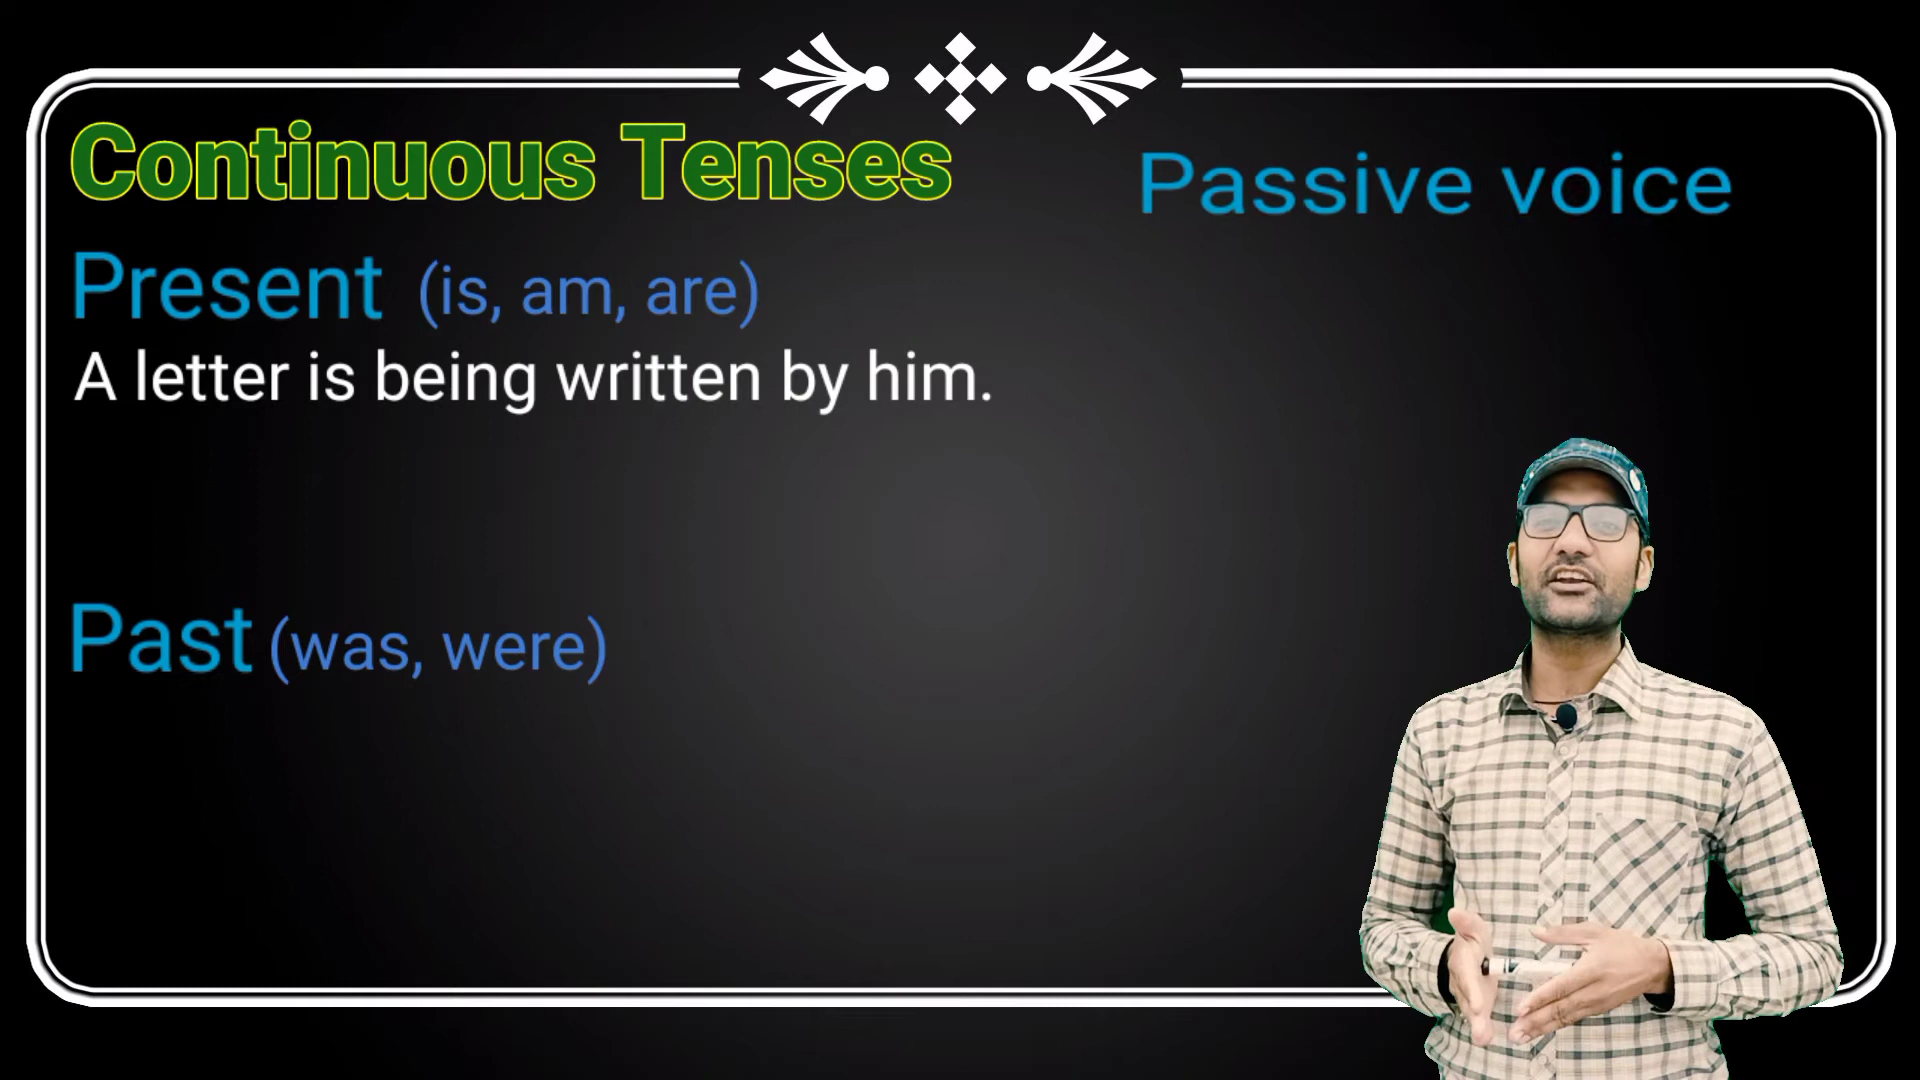 Continuous Tenses
Passive voice
Present (is, am, are)
A letter is being written by him.
Past (was, were)